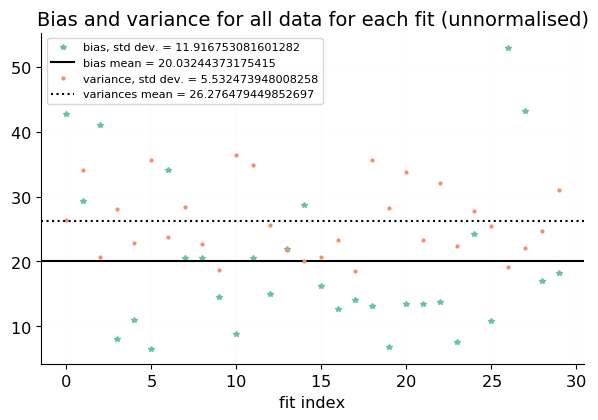 Bias and variance for all data for each fit (unnormalised)
bias, std dev. = 11.916753081601282
bias mean = 20.03244373175415
variance, std dev. = 5.532473948008258
variances mean = 26.276479449852697
50
40
30
20
10
0 5 10 15 20 25 30
fit index